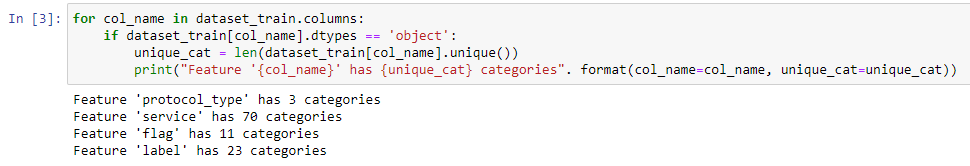 In [3]: for col_name in dataset_train.columns:
    if dataset_train[col_name].dtypes == 'object':
        unique_cat = len(dataset_train[col_name].unique())
        print("Feature '{col_name}' has {unique_cat} categories". format(col_name=col_name, unique_cat=unique_cat))
Feature 'protocol_type' has 3 categories
Feature 'service' has 70 categories
Feature 'flag' has 11 categories
Feature 'label' has 23 categories